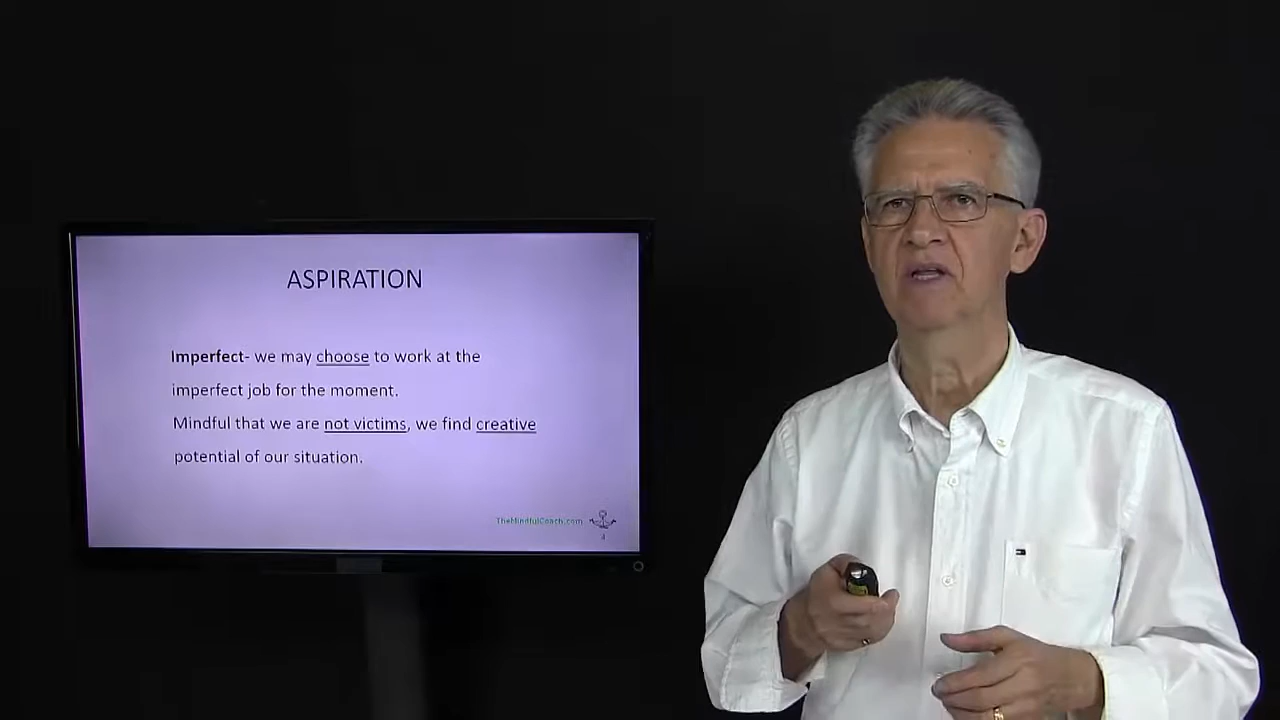 ASPIRATION
Imperfect- we may choose to work at the
imperfect job for the moment.
Mindful that we are not victims, we find creative
potential of our situation.
TheMindfulCoach.com
4